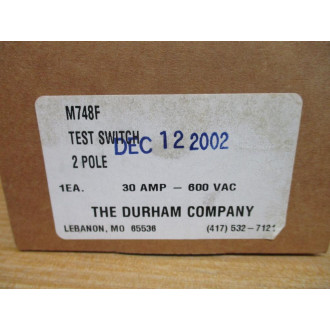 M748F
TEST SWITCH
DEC 12 2002
2 POLE
1EA. 30 AMP – 600 VAC
THE DURHAM COMPANY
LEBANON, MO 65536 (417) 532-7121